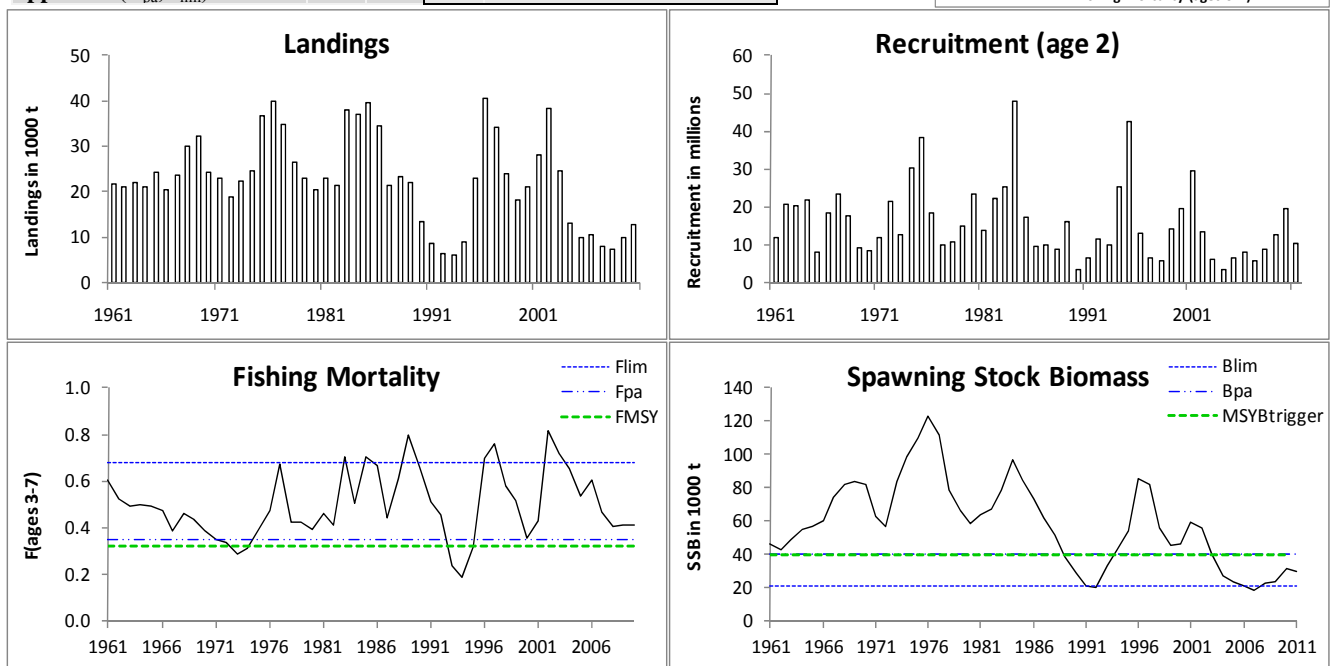 Landings
Landings in 1000 t
50
40
30
20
10
0
1961 1971 1981 1991 2001
Recruitment (age 2)
Recruitment in millions
60
50
40
30
20
10
0
1961 1971 1981 1991 2001
Fishing Mortality
Flim
Fpa
FMSY
F(ages 3-7)
1.0
0.8
0.6
0.4
0.2
0.0
1961 1966 1971 1976 1981 1986 1991 1996 2001 2006
Spawning Stock Biomass
Blim
Bpa
MSYBtrigger
SSB in 1000 t
140
120
100
80
60
40
20
0
1961 1966 1971 1976 1981 1986 1991 1996 2001 2006 2011